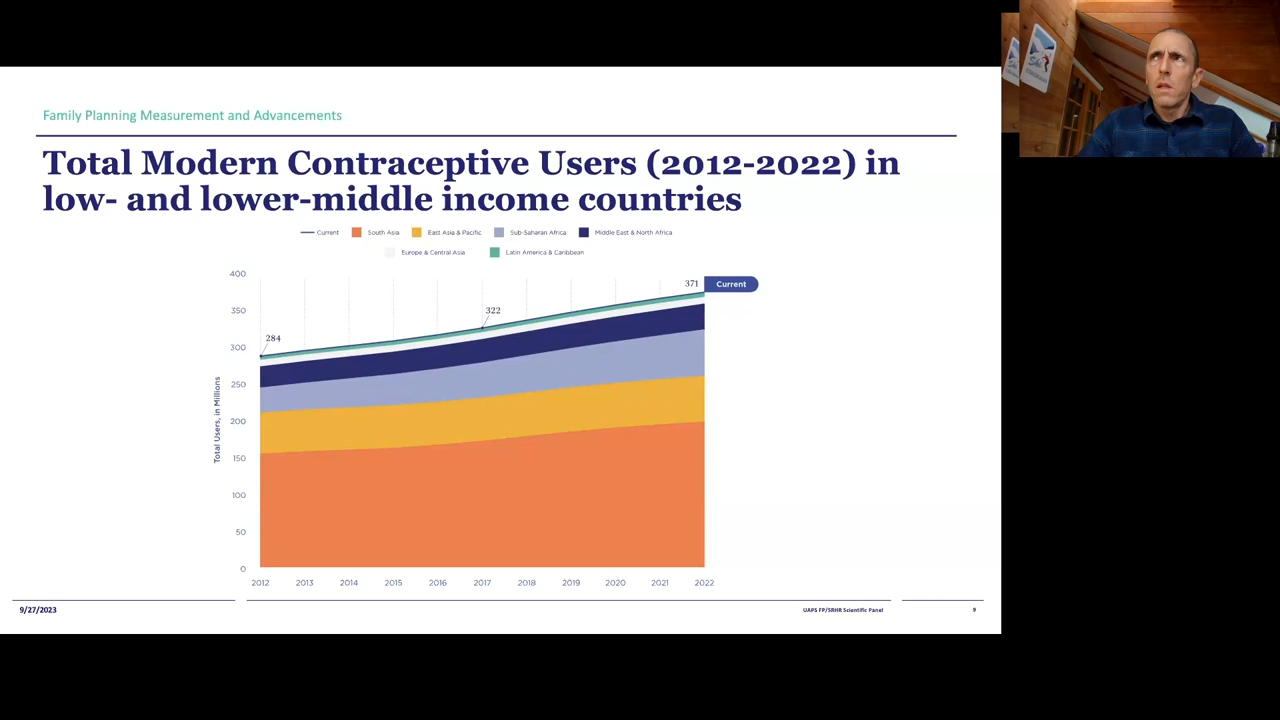 Family Planning Measurement and Advancements
Total Modern Contraceptive Users (2012-2022) in
low- and lower-middle income countries
Current South Asia East Asia & Pacific Sub-Saharan Africa Middle East & North Africa
Europe & Central Asia Latin America & Caribbean
Total Users, in Millions
400
350
300
250
200
150
100
50
0
284
322
371
Current
2012 2013 2014 2015 2016 2017 2018 2019 2020 2021 2022
9/27/2023
UAPS FP/SRHR Scientific Panel
9